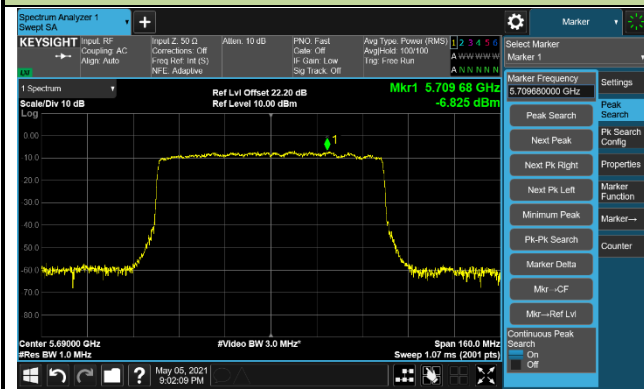 Spectrum Analyzer 1
Swept SA
+
Marker
KEYSIGHT
Input: RF
Coupling: AC
Align: Auto
Input Z: 50 Ω
Corrections: Off
Freq Ref: Int (S)
NFE: Adaptive
Atten: 10 dB
PNO: Fast
Gate: Off
IF Gain: Low
Sig Track: Off
Avg Type: Power (RMS)
Avg|Hold: 100/100
Trig: Free Run
1 2 3 4 5 6
A W W W W W
A N N N N N
LW
Select Marker
Marker 1
1 Spectrum
Scale/Div 10 dB
Log
Ref Lvl Offset 22.20 dB
Ref Level 10.00 dBm
Mkr1 5.709 68 GHz
-6.825 dBm
1
0.00
-10.0
-20.0
-30.0
-40.0
-50.0
-60.0
-70.0
-80.0
Center 5.69000 GHz
#Res BW 1.0 MHz
#Video BW 3.0 MHz*
Span 160.0 MHz
Sweep 1.07 ms (2001 pts)
Marker Frequency
5.709680000 GHz
Peak Search
Next Peak
Next Pk Right
Next Pk Left
Minimum Peak
Pk-Pk Search
Marker Delta
Mkr→CF
Mkr→Ref Lvl
Continuous Peak
Search
On
Off
Settings
Peak
Search
Pk Search
Config
Properties
Marker
Function
Marker→
Counter
?
May 05, 2021
9:02:09 PM